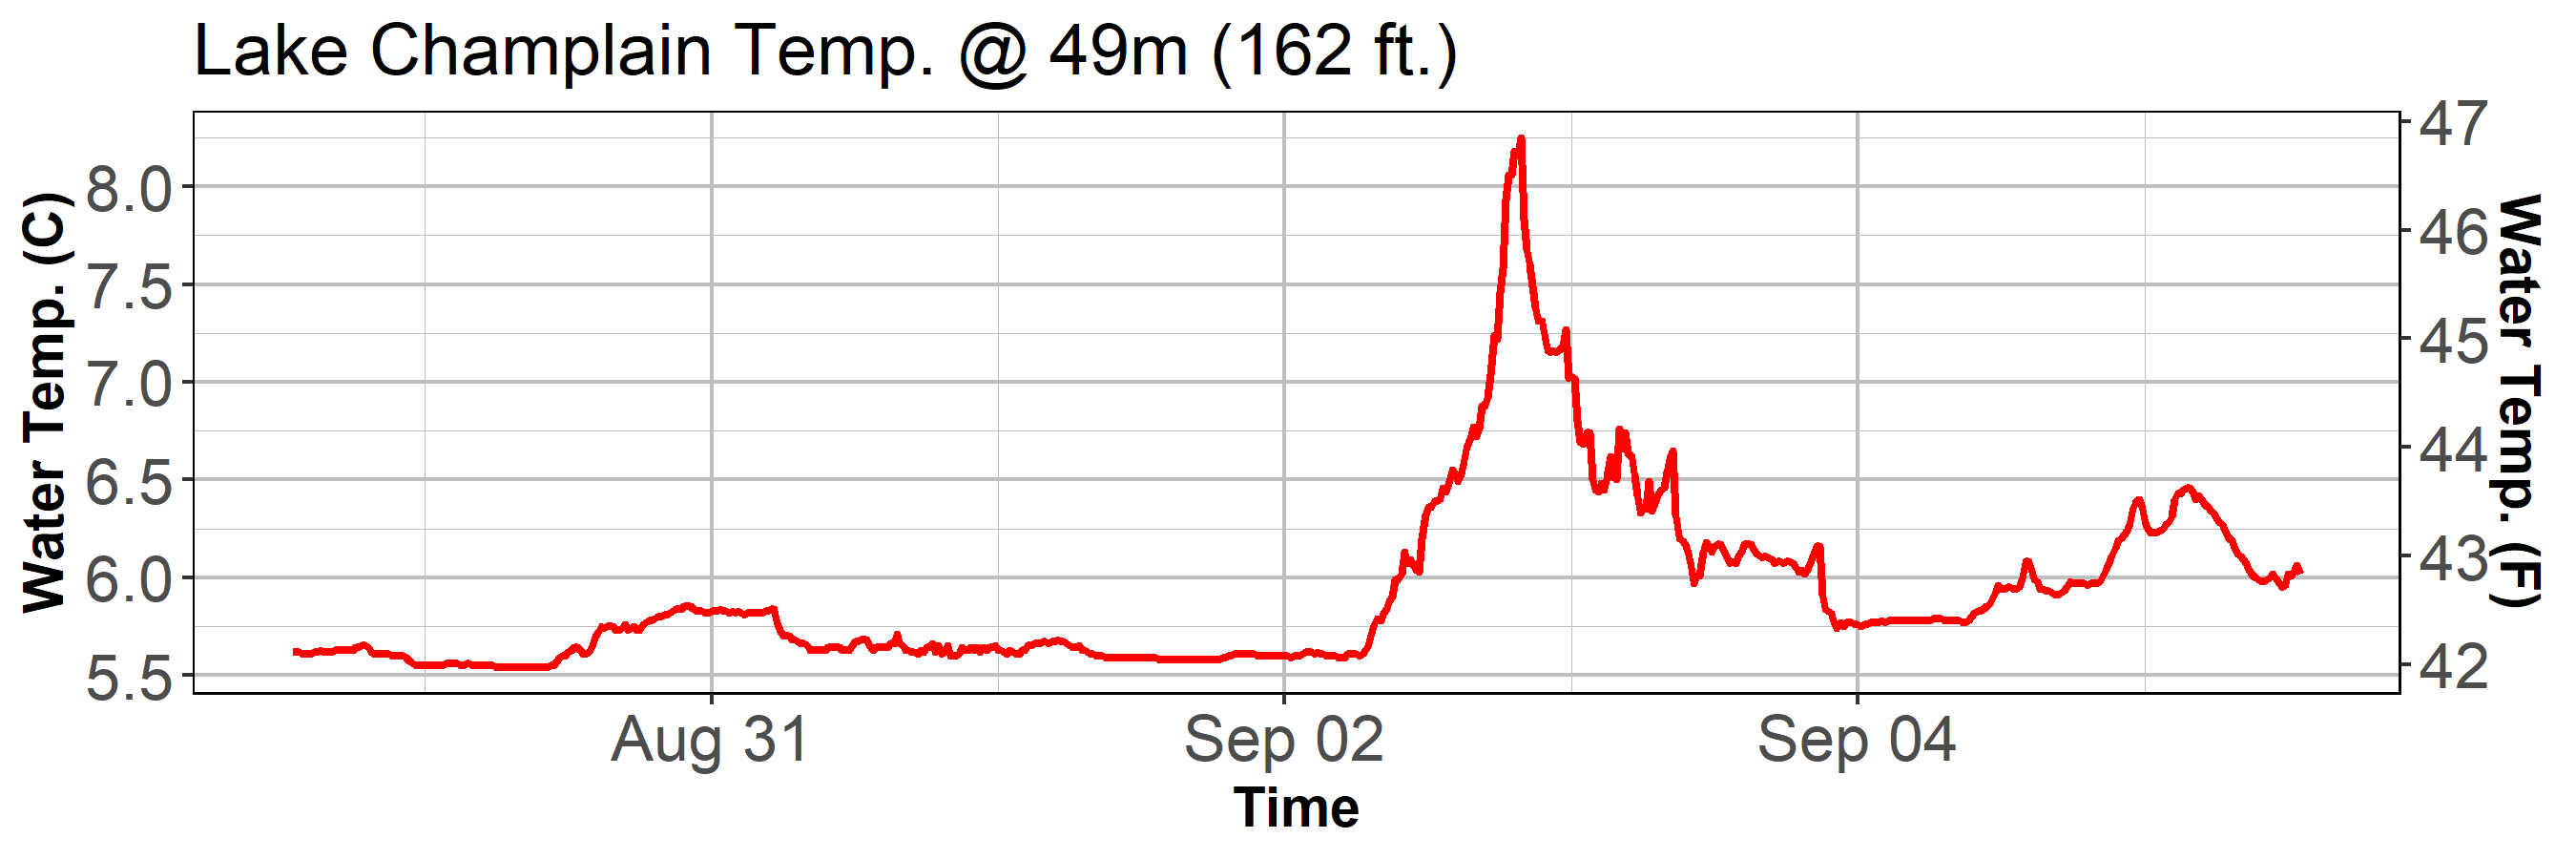 Lake Champlain Temp. @ 49m (162 ft.)
Water Temp. (C)
8.0
7.5
7.0
6.5
6.0
5.5
47
46
45
44
43
42
Water Temp. (F)
Aug 31
Sep 02
Sep 04
Time